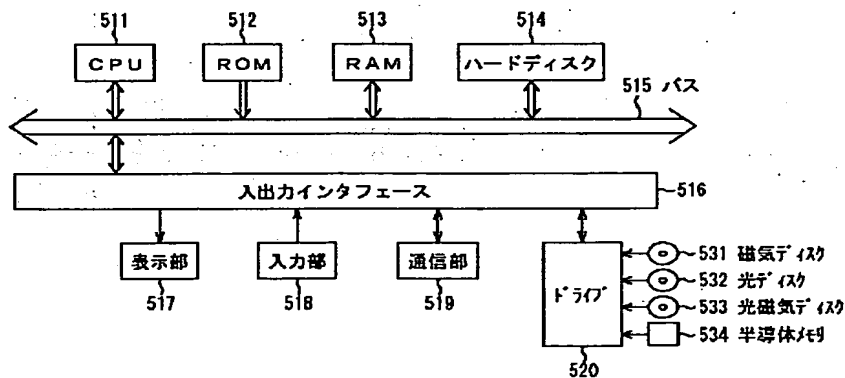 511 512 513 514
CPU ROM RAM ハードディスク
515 バス
入出力インタフェース 516
表示部 入力部 通信部 ドライブ
517 518 519 520
531 磁気ディスク
532 光ディスク
533 光磁気ディスク
534 半導体メモリ